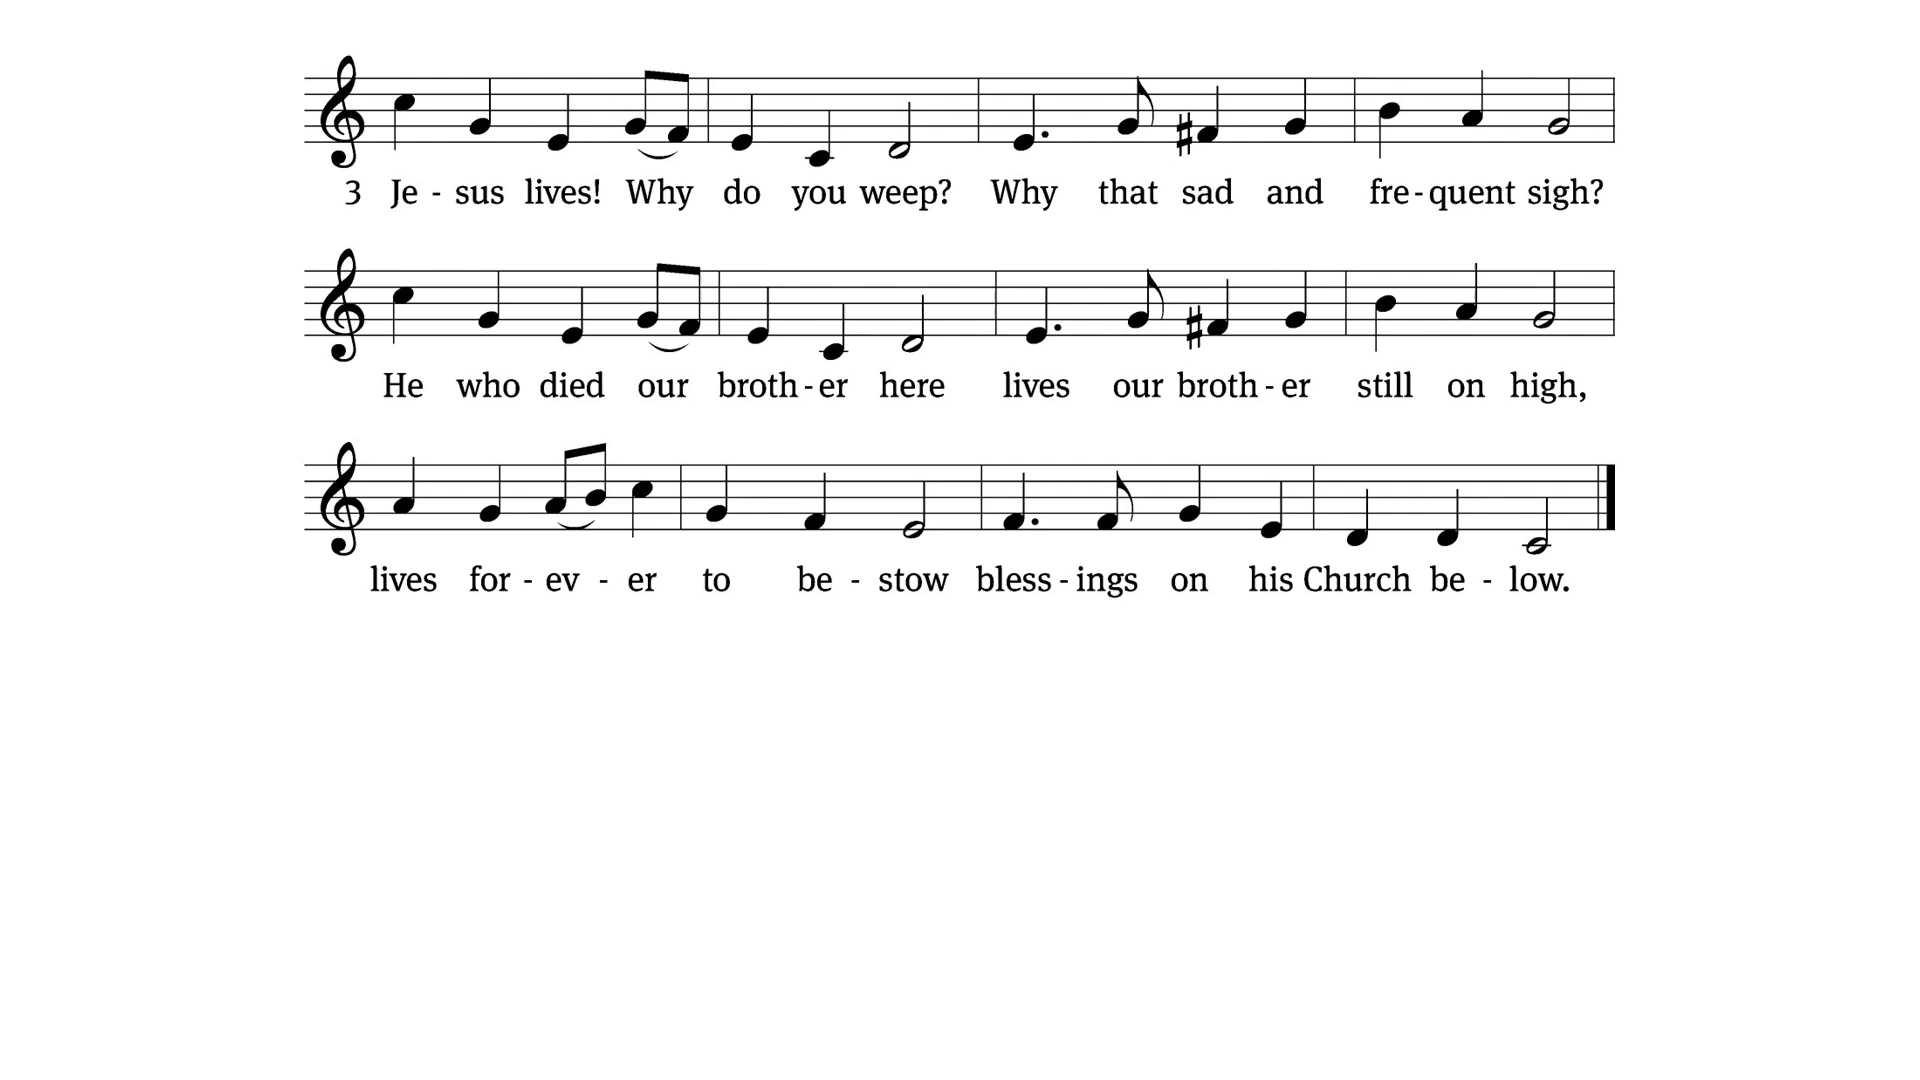 3 Je - sus lives! Why do you weep? Why that sad and fre - quent sigh?
He who died our broth - er here lives our broth - er still on high,
lives for - ev - er to be - stow bless - ings on his Church be - low.